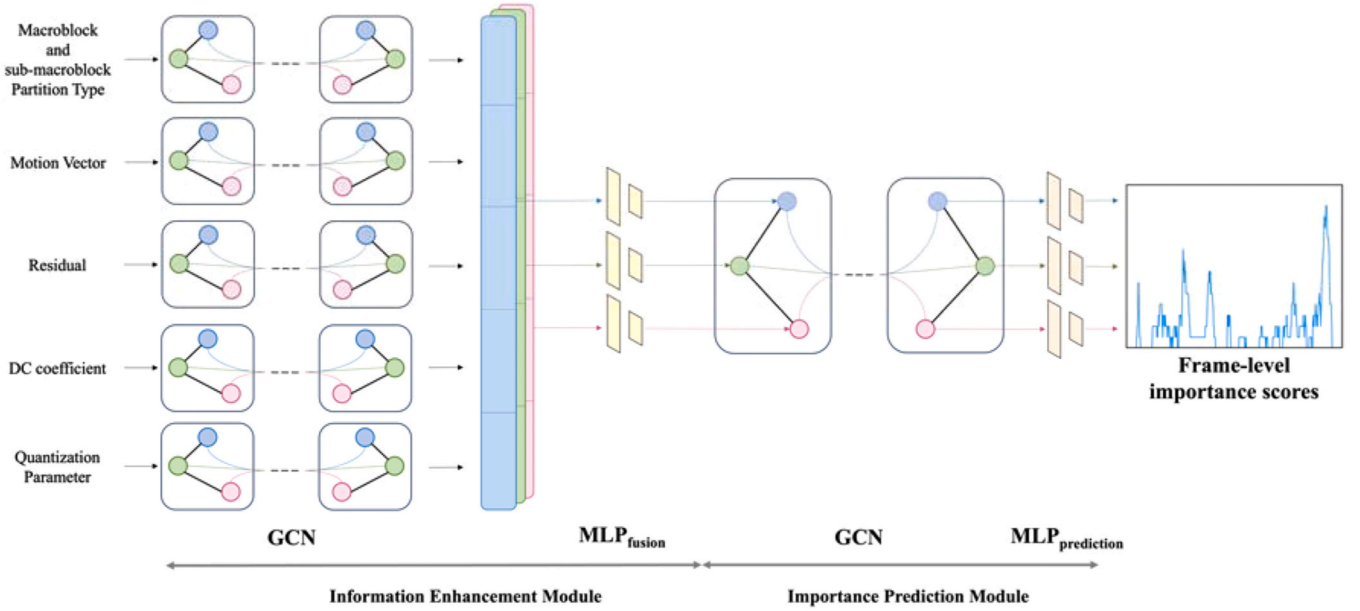 Macroblock
and
sub-macroblock
Partition Type
Motion Vector
Residual
DC coefficient
Quantization
Parameter
Frame-level
importance scores
GCN
MLPfusion
GCN
MLPprediction
Information Enhancement Module
Importance Prediction Module